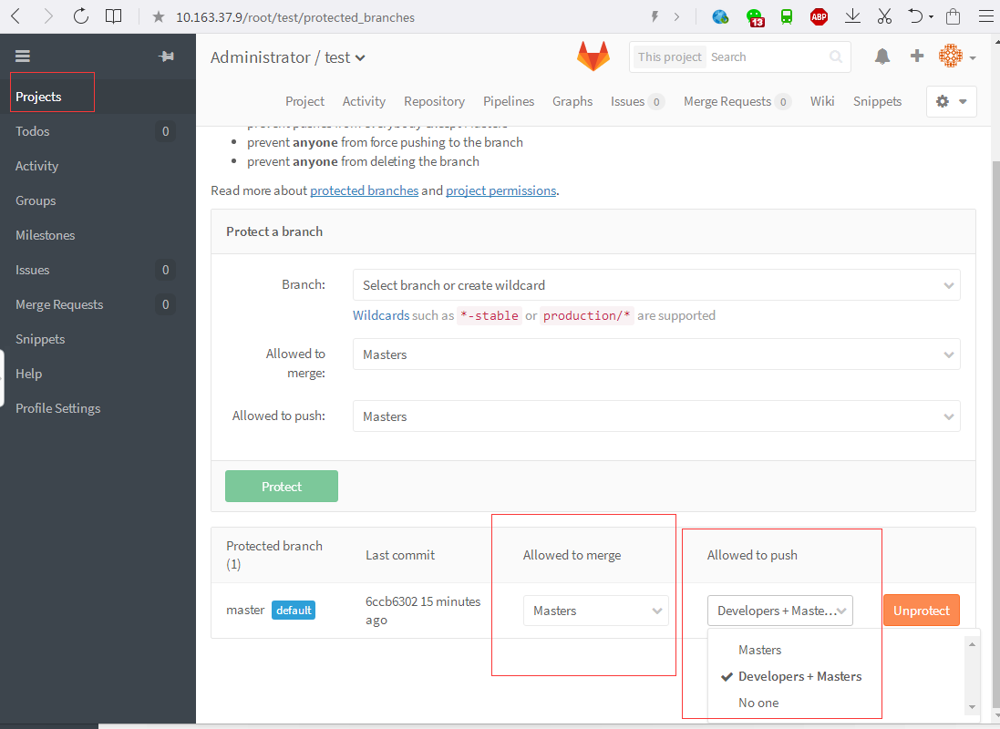 10.163.37.9/root/test/protected_branches
13
ABP
Administrator / test
This project Search
Projects
Project Activity Repository Pipelines Graphs Issues 0 Merge Requests 0 Wiki Snippets
Todos 0
Activity
Groups
Milestones
Issues 0
Merge Requests 0
Snippets
Help
Profile Settings
prevent pushes from everybody except Masters
prevent anyone from force pushing to the branch
prevent anyone from deleting the branch
Read more about protected branches and project permissions.
Protect a branch
Branch: Select branch or create wildcard
Wildcards such as *-stable or production/* are supported
Allowed to
merge:
Masters
Allowed to push: Masters
Protect
Protected branch
(1)
Last commit
Allowed to merge
Allowed to push
master default
6ccb6302 15 minutes
ago
Masters
Developers + Maste...
Unprotect
Masters
Developers + Masters
No one